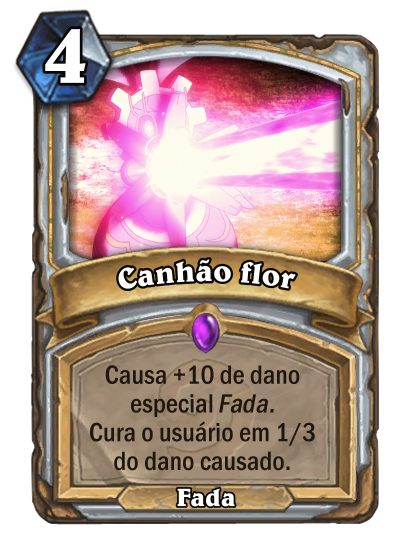 4
Canhão flor
Causa +10 de dano
especial Fada.
Cura o usuário em 1/3
do dano causado.
Fada